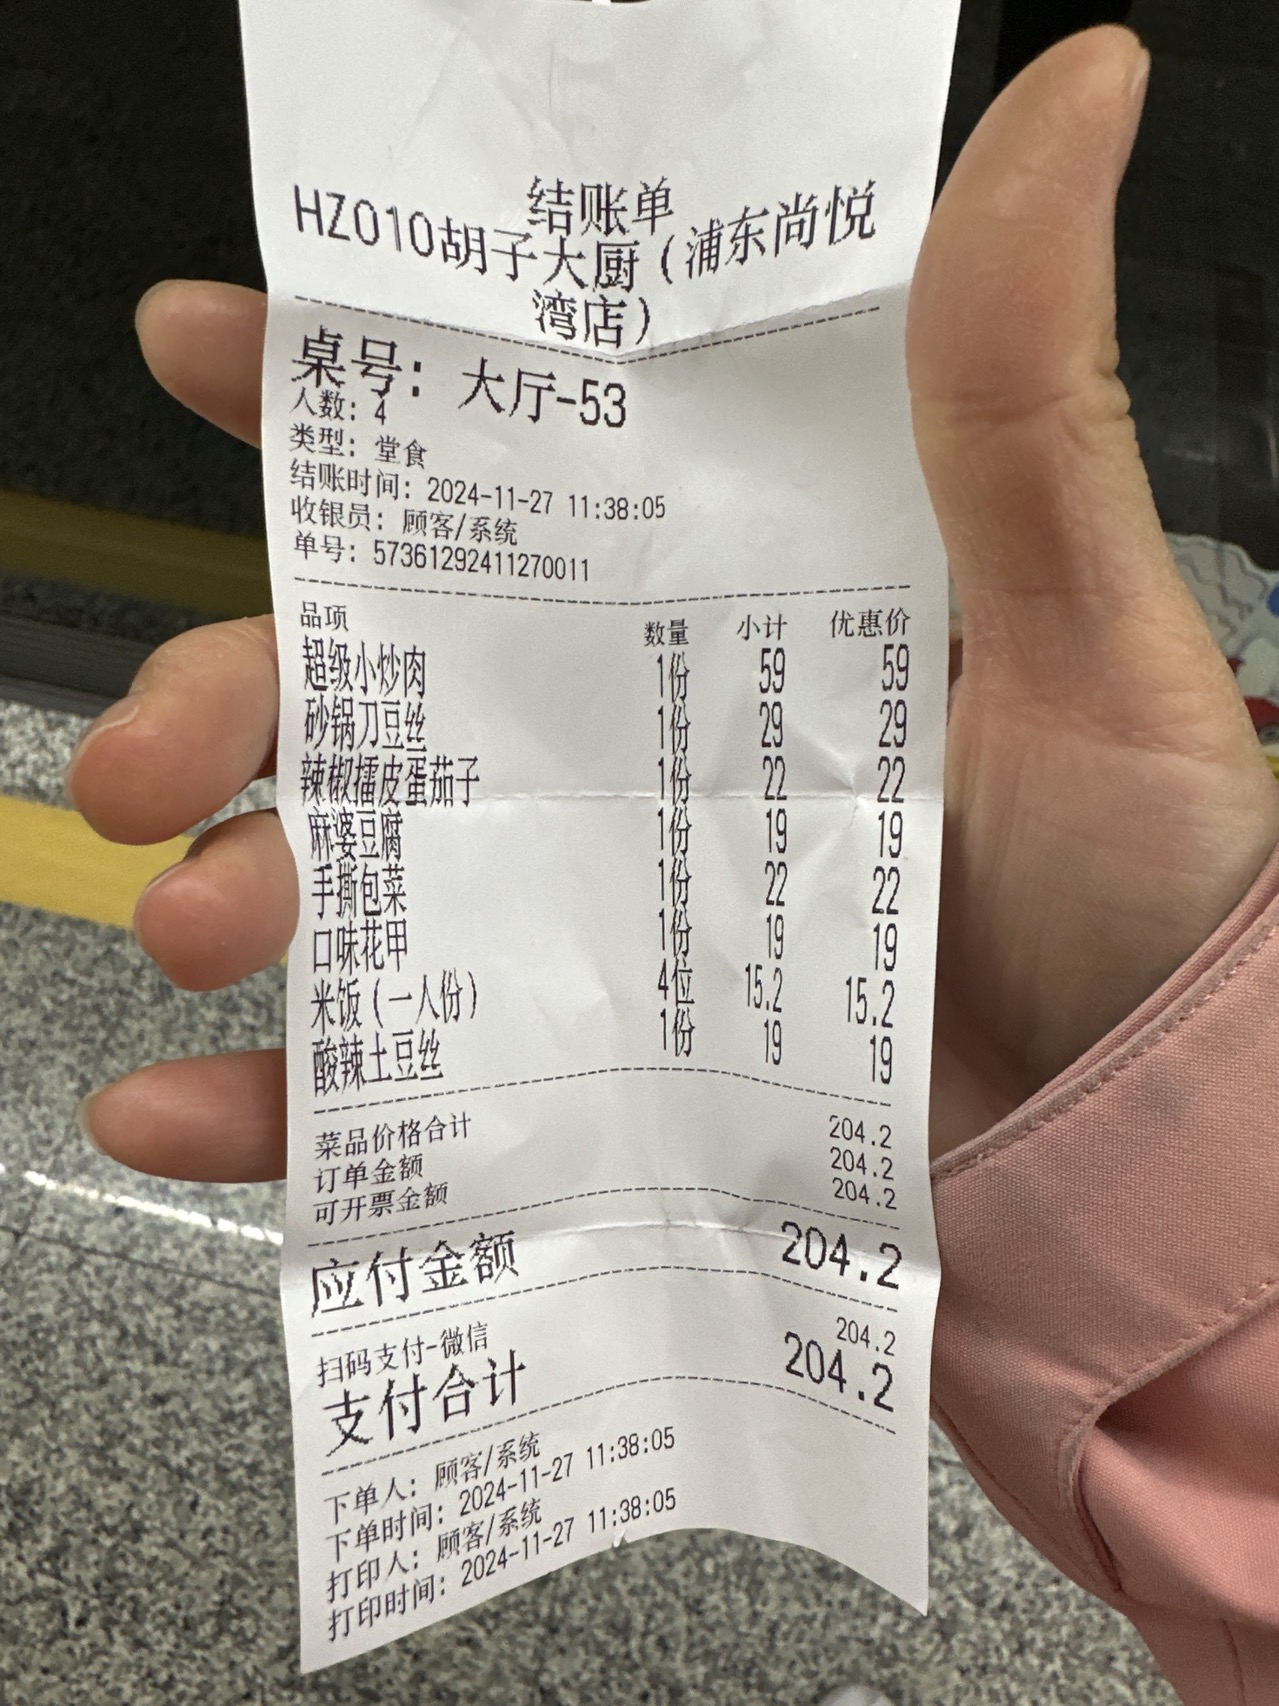 结账单
HZ010胡子大厨(浦东尚悦
湾店)
桌号: 大厅-53
人数: 4
类型: 堂食
结账时间: 2024-11-27 11:38:05
收银员: 顾客/系统
单号: 57361292411270011
品项 数量 小计 优惠价
超级小炒肉 1份 59 59
砂锅刀豆丝 1份 29 29
辣椒擂皮蛋茄子 1份 22 22
麻婆豆腐 1份 19 19
手撕包菜 1份 22 22
口味花甲 1份 19 19
米饭(一人份) 4位 15.2 15.2
酸辣土豆丝 1份 19 19
菜品价格合计 204.2
订单金额 204.2
可开票金额 204.2
应付金额 204.2
扫码支付-微信 204.2
支付合计 204.2
下单人: 顾客/系统
下单时间: 2024-11-27 11:38:05
打印人: 顾客/系统
打印时间: 2024-11-27 11:38:05